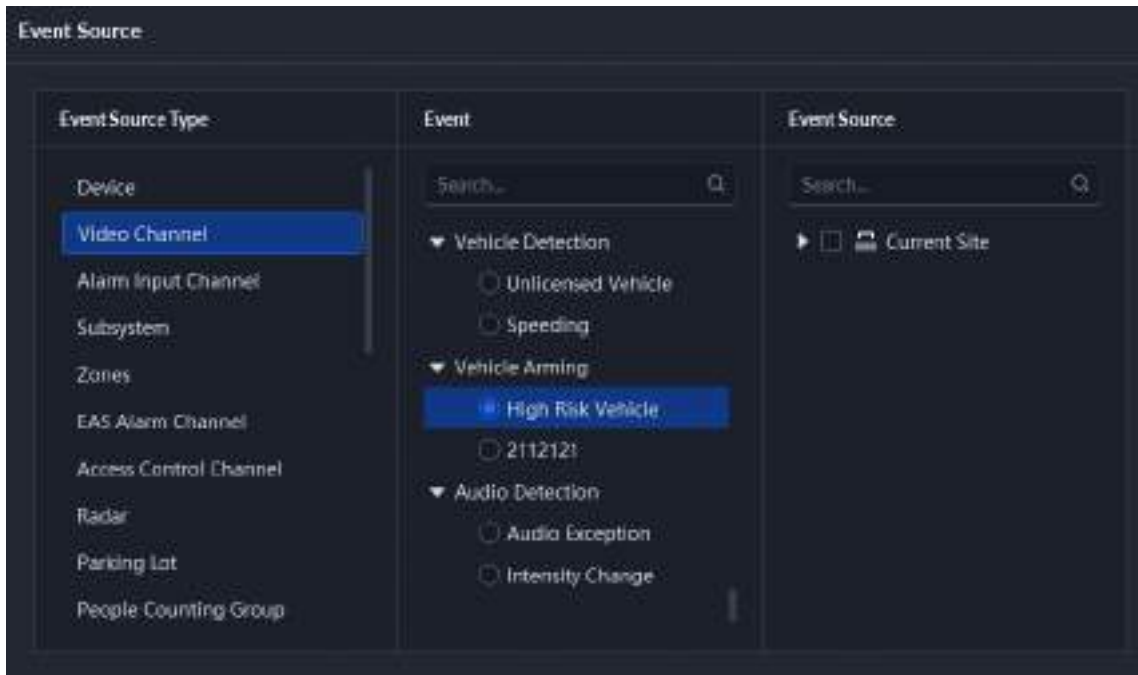 Event Source
Event Source Type
Device
Video Channel
Alarm Input Channel
Subsystem
Zones
EAS Alarm Channel
Access Control Channel
Radar
Parking Lot
People Counting Group
Event
Search...
Vehicle Detection
Unlicensed Vehicle
Speeding
Vehicle Arming
High Risk Vehicle
2112121
Audio Detection
Audio Exception
Intensity Change
Event Source
Search...
Current Site